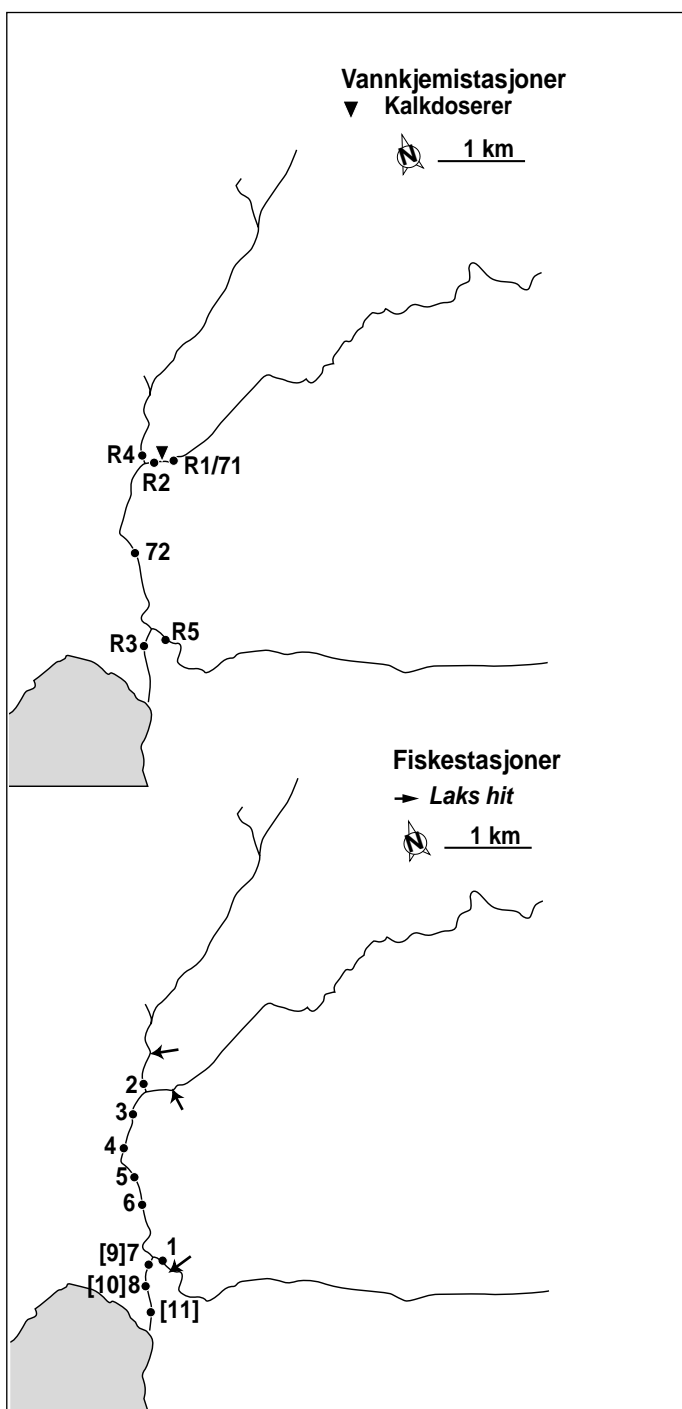 Vannkjemistasjoner
Kalkdoserer
N 1 km
R4
R2
R1/71
72
R3
R5
Fiskestasjoner
Laks hit
N 1 km
2
3
4
5
6
[9]7
1
[10]8
[11]